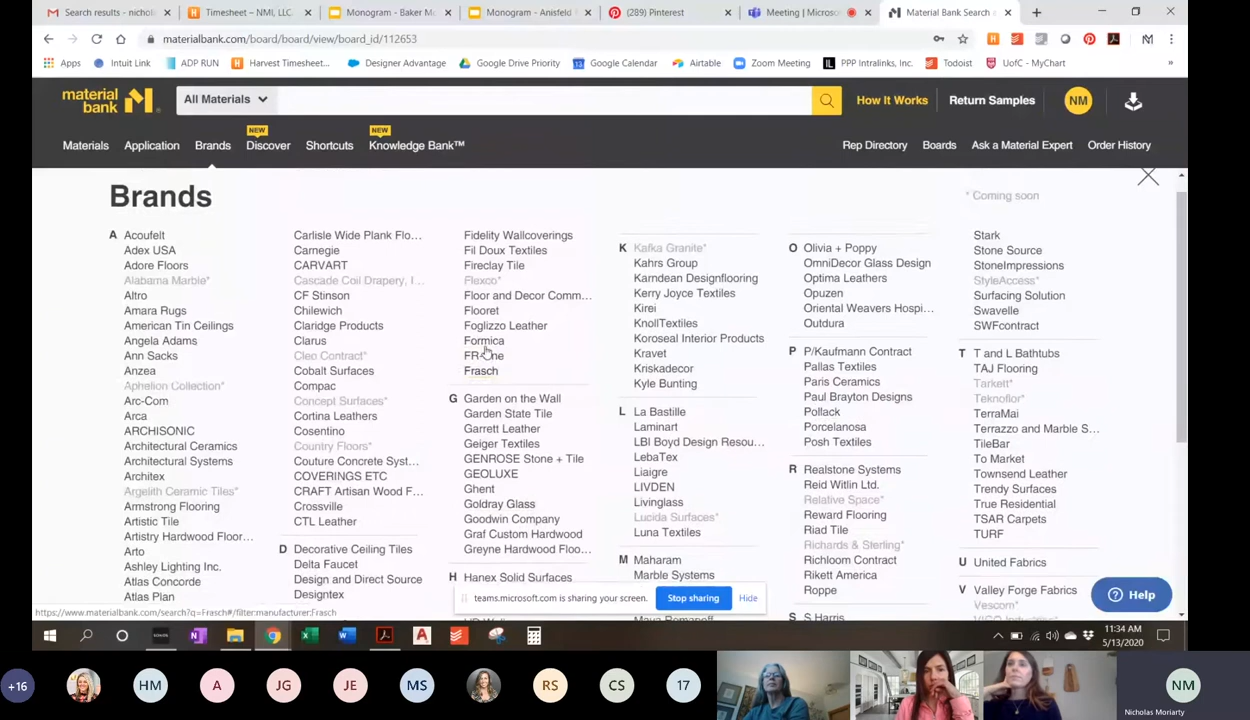 Search results - nichol
Timesheet – NMI, LLC.
Monogram - Baker Mo
Monogram - Anisfeld
(289) Pinterest
Meeting | Microso
Material Bank Search
materialbank.com/board/board/view/board_id/112653
Apps
Intuit Link
ADP RUN
Harvest Timesheet...
Designer Advantage
Google Drive Priority
Google Calendar
Airtable
Zoom Meeting
PPP Intralinks, Inc.
Todoist
UofC - MyChart
material bank
All Materials
How It Works
Return Samples
NM
NEW
NEW
Materials
Application
Brands
Discover
Shortcuts
Knowledge Bank™
Rep Directory
Boards
Ask a Material Expert
Order History
Brands
* Coming soon
A
Acoufelt
Adex USA
Adore Floors
Alabama Marble*
Altro
Amara Rugs
American Tin Ceilings
Angela Adams
Ann Sacks
Anzea
Aphelion Collection*
Arc-Com
Arca
ARCHISONIC
Architectural Ceramics
Architectural Systems
Architex
Argelith Ceramic Tiles*
Armstrong Flooring
Artistic Tile
Artistry Hardwood Floor...
Arto
Ashley Lighting Inc.
Atlas Concorde
Atlas Plan
Carlisle Wide Plank Flo...
Carnegie
CARVART
Cascade Coil Drapery, I...
CF Stinson
Chilewich
Claridge Products
Clarus
Cleo Contract*
Cobalt Surfaces
Compac
Concept Surfaces*
Cortina Leathers
Cosentino
Country Floors*
Couture Concrete Syst...
COVERINGS ETC
CRAFT Artisan Wood F...
Crossville
CTL Leather
D
Decorative Ceiling Tiles
Delta Faucet
Design and Direct Source
Designtex
Fidelity Wallcoverings
Fil Doux Textiles
Fireclay Tile
Flexco*
Floor and Decor Comm...
Flooret
Foglizzo Leather
Formica
Frasch
G
Garden on the Wall
Garden State Tile
Garrett Leather
Geiger Textiles
GENROSE Stone + Tile
GEOLUXE
Ghent
Goldray Glass
Goodwin Company
Graf Custom Hardwood
Greyne Hardwood Floo...
H
Hanex Solid Surfaces
K
Kafka Granite*
Kahrs Group
Karndean Designflooring
Kerry Joyce Textiles
Kirei
KnollTextiles
Koroseal Interior Products
Kravet
Kriskadecor
Kyle Bunting
L
La Bastille
Laminart
LBI Boyd Design Resou...
LebaTex
Liaigre
LIVDEN
Livinglass
Lucida Surfaces*
Luna Textiles
M
Maharam
Marble Systems
O
Olivia + Poppy
OmniDecor Glass Design
Optima Leathers
Opuzen
Oriental Weavers Hospi...
Outdura
P
P/Kaufmann Contract
Pallas Textiles
Paris Ceramics
Paul Brayton Designs
Pollack
Porcelanosa
Posh Textiles
R
Realstone Systems
Reid Witlin Ltd.
Relative Space*
Reward Flooring
Riad Tile
Richards & Sterling*
Richloom Contract
Rikett America
Roppe
S
S Harris
Stark
Stone Source
StoneImpressions
StyleAccess*
Surfacing Solution
Swavelle
SWFcontract
T
T and L Bathtubs
TAJ Flooring
Tarkett*
Teknoflor*
TerraMai
Terrazzo and Marble S...
TileBar
To Market
Townsend Leather
Trendy Surfaces
True Residential
TSAR Carpets
TURF
U
United Fabrics
V
Valley Forge Fabrics
Vescom*
teams.microsoft.com is sharing your screen.
Stop sharing
Hide
Help
https://www.materialbank.com/search?q=Frasch#/filter:manufacturer:Frasch
11:34 AM
5/13/2020
+16
HM
A
JG
JE
MS
RS
CS
17
NM
Nicholas Moriarty